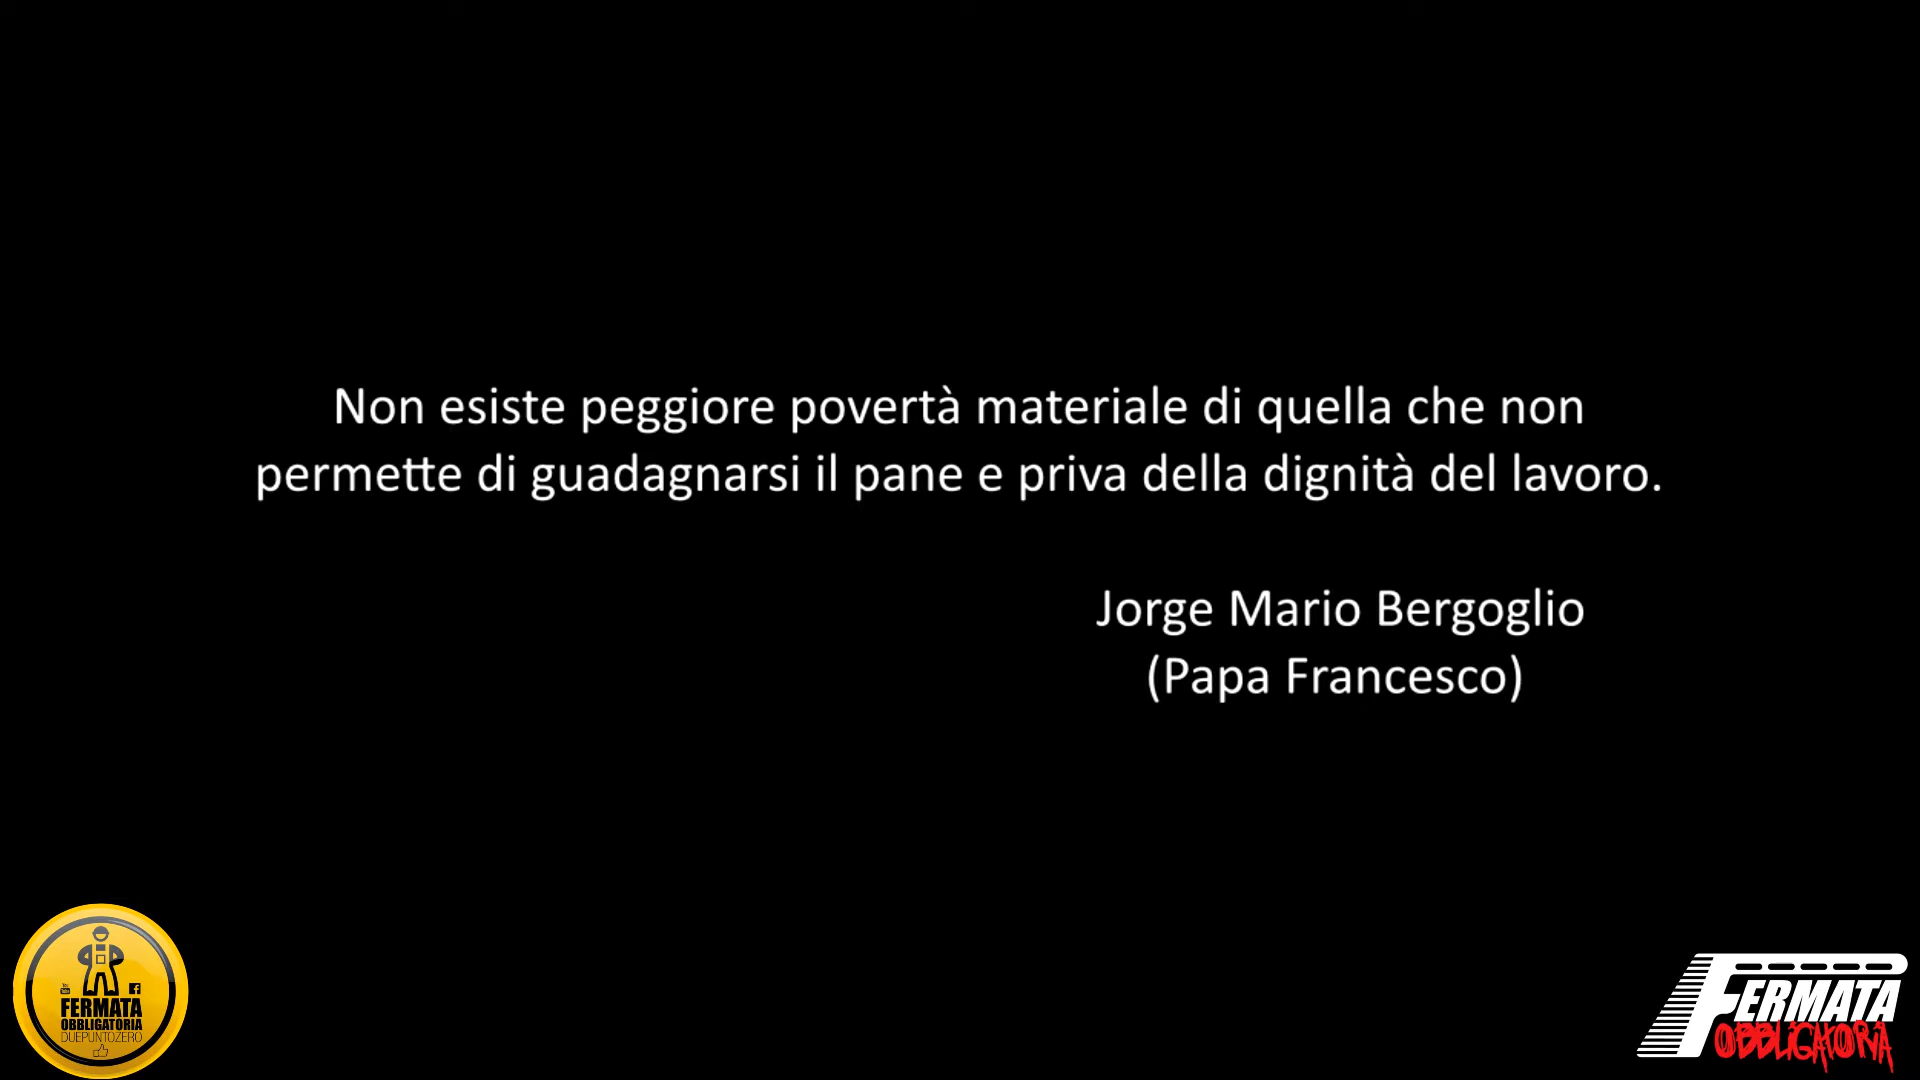 Non esiste peggiore povertà materiale di quella che non
permette di guadagnarsi il pane e priva della dignità del lavoro.
Jorge Mario Bergoglio
(Papa Francesco)
FERMATA
OBBLIGATORIA
DUEPUNTOZERO
FERMATA
OBBLIGATORIA